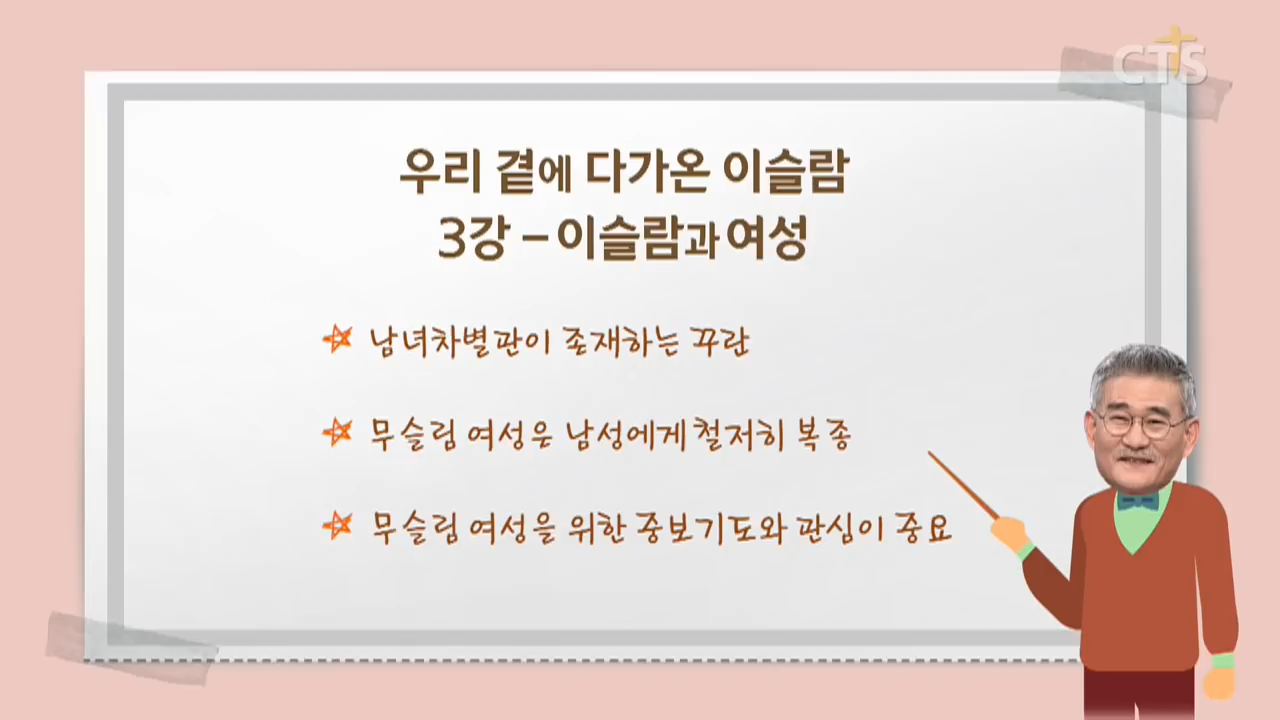 CTS
우리 곁에 다가온 이슬람
3강 – 이슬람과 여성
남녀차별관이 존재하는 꾸란
무슬림 여성은 남성에게 철저히 복종
무슬림 여성을 위한 중보기도와 관심이 중요